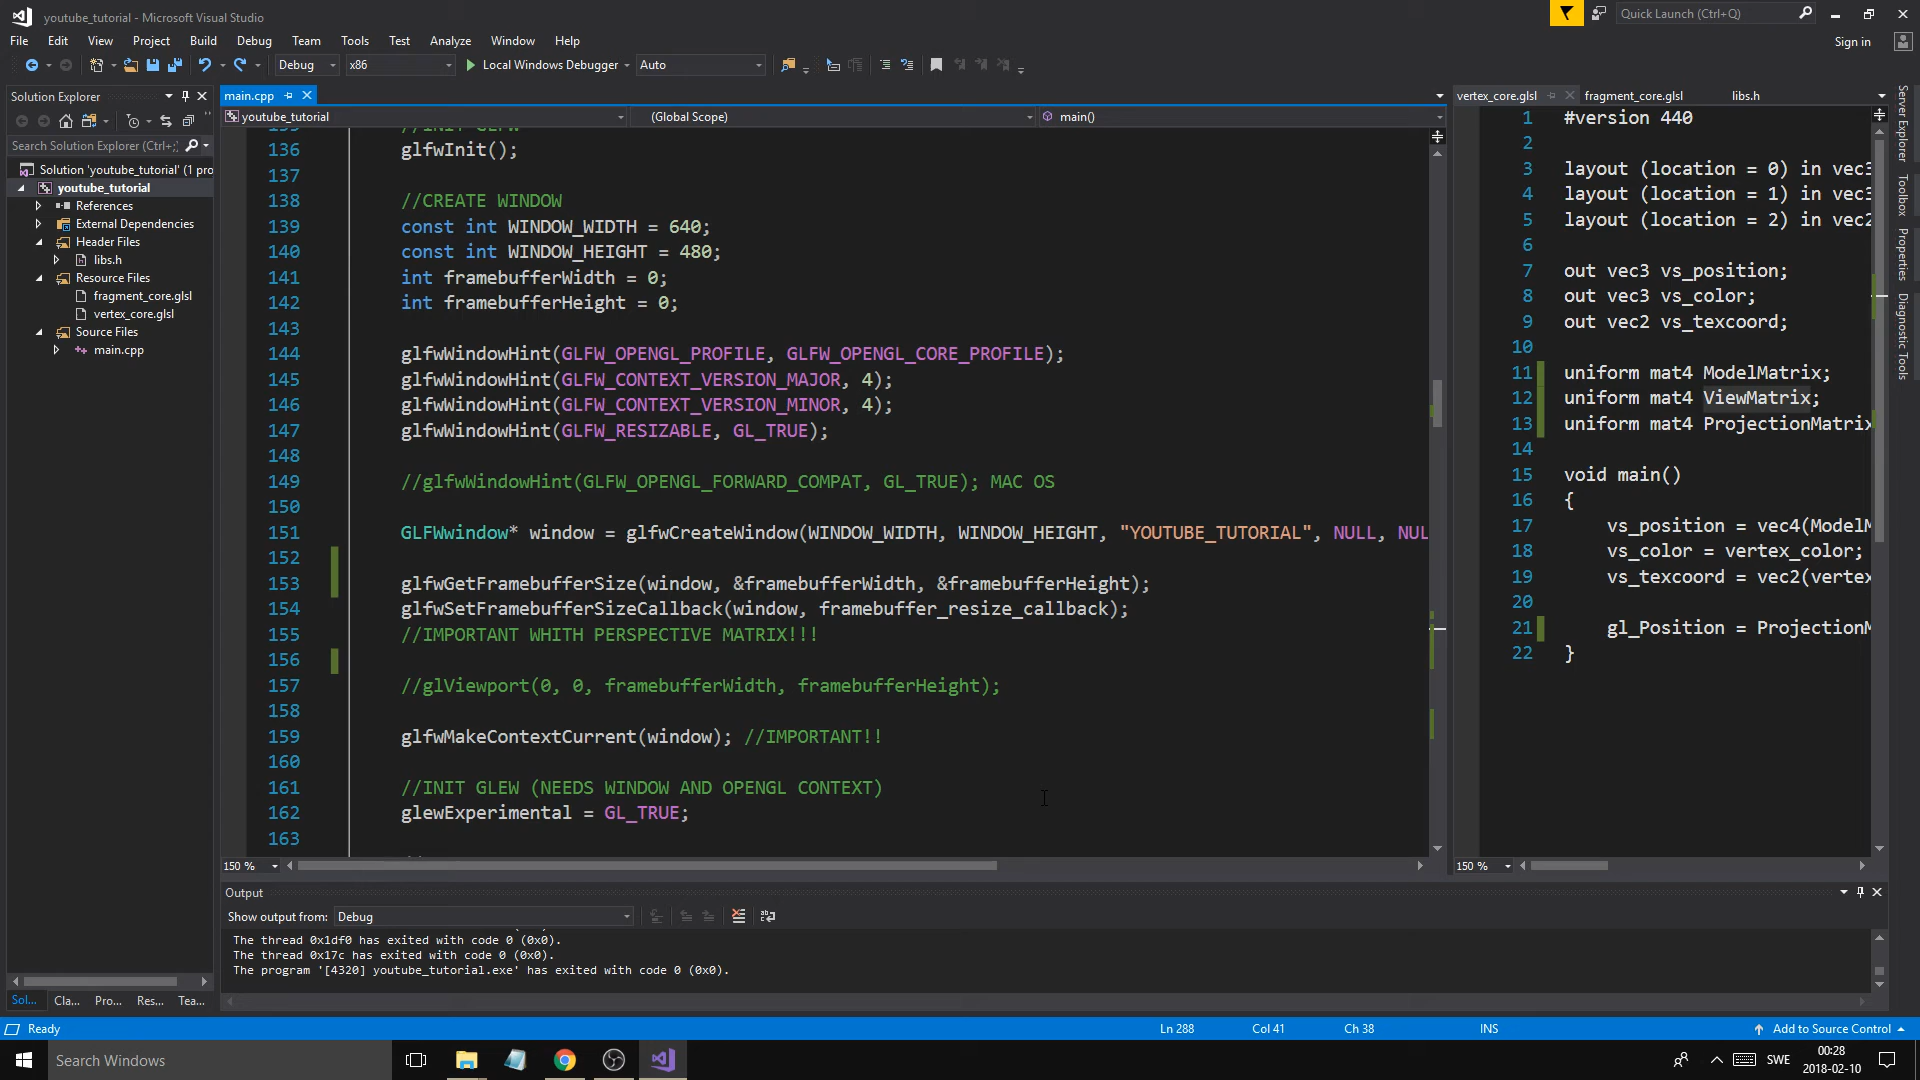 youtube_tutorial - Microsoft Visual Studio
Quick Launch (Ctrl+Q)
File Edit View Project Build Debug Team Tools Test Analyze Window Help
Sign in
Debug x86 Local Windows Debugger Auto
Solution Explorer
Search Solution Explorer (Ctrl+;
Solution 'youtube_tutorial' (1 pro
youtube_tutorial
References
External Dependencies
Header Files
libs.h
Resource Files
fragment_core.glsl
vertex_core.glsl
Source Files
main.cpp
Sol... Cla... Pro... Res... Tea...
main.cpp
youtube_tutorial (Global Scope) main()
135 //INIT GLFW
136 glfwInit();
137
138 //CREATE WINDOW
139 const int WINDOW_WIDTH = 640;
140 const int WINDOW_HEIGHT = 480;
141 int framebufferWidth = 0;
142 int framebufferHeight = 0;
143
144 glfwWindowHint(GLFW_OPENGL_PROFILE, GLFW_OPENGL_CORE_PROFILE);
145 glfwWindowHint(GLFW_CONTEXT_VERSION_MAJOR, 4);
146 glfwWindowHint(GLFW_CONTEXT_VERSION_MINOR, 4);
147 glfwWindowHint(GLFW_RESIZABLE, GL_TRUE);
148
149 //glfwWindowHint(GLFW_OPENGL_FORWARD_COMPAT, GL_TRUE); MAC OS
150
151 GLFWwindow* window = glfwCreateWindow(WINDOW_WIDTH, WINDOW_HEIGHT, "YOUTUBE_TUTORIAL", NULL, NUL
152
153 glfwGetFramebufferSize(window, &framebufferWidth, &framebufferHeight);
154 glfwSetFramebufferSizeCallback(window, framebuffer_resize_callback);
155 //IMPORTANT WHITH PERSPECTIVE MATRIX!!!
156
157 //glViewport(0, 0, framebufferWidth, framebufferHeight);
158
159 glfwMakeContextCurrent(window); //IMPORTANT!!
160
161 //INIT GLEW (NEEDS WINDOW AND OPENGL CONTEXT)
162 glewExperimental = GL_TRUE;
163
150 %
vertex_core.glsl fragment_core.glsl libs.h
1 #version 440
2
3 layout (location = 0) in vec3
4 layout (location = 1) in vec3
5 layout (location = 2) in vec2
6
7 out vec3 vs_position;
8 out vec3 vs_color;
9 out vec2 vs_texcoord;
10
11 uniform mat4 ModelMatrix;
12 uniform mat4 ViewMatrix;
13 uniform mat4 ProjectionMatrix
14
15 void main()
16 {
17 vs_position = vec4(ModelM
18 vs_color = vertex_color;
19 vs_texcoord = vec2(vertex
20
21 gl_Position = ProjectionM
22 }
150 %
Server Explorer
Toolbox
Properties
Diagnostic Tools
Output
Show output from: Debug
The thread 0x1df0 has exited with code 0 (0x0).
The thread 0x17c has exited with code 0 (0x0).
The program '[4320] youtube_tutorial.exe' has exited with code 0 (0x0).
Ready Ln 288 Col 41 Ch 38 INS Add to Source Control
Search Windows
SWE
00:28
2018-02-10